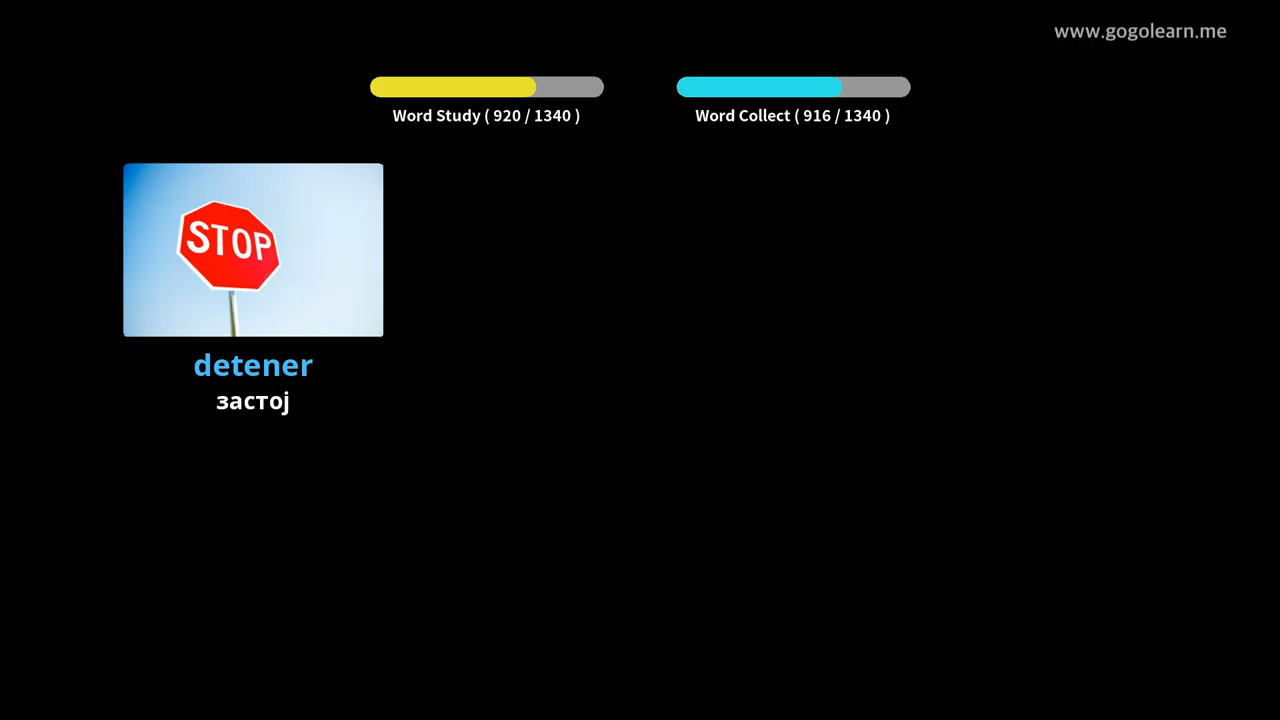 www.gogolearn.me
Word Study ( 920 / 1340 )
Word Collect ( 916 / 1340 )
STOP
detener
застој